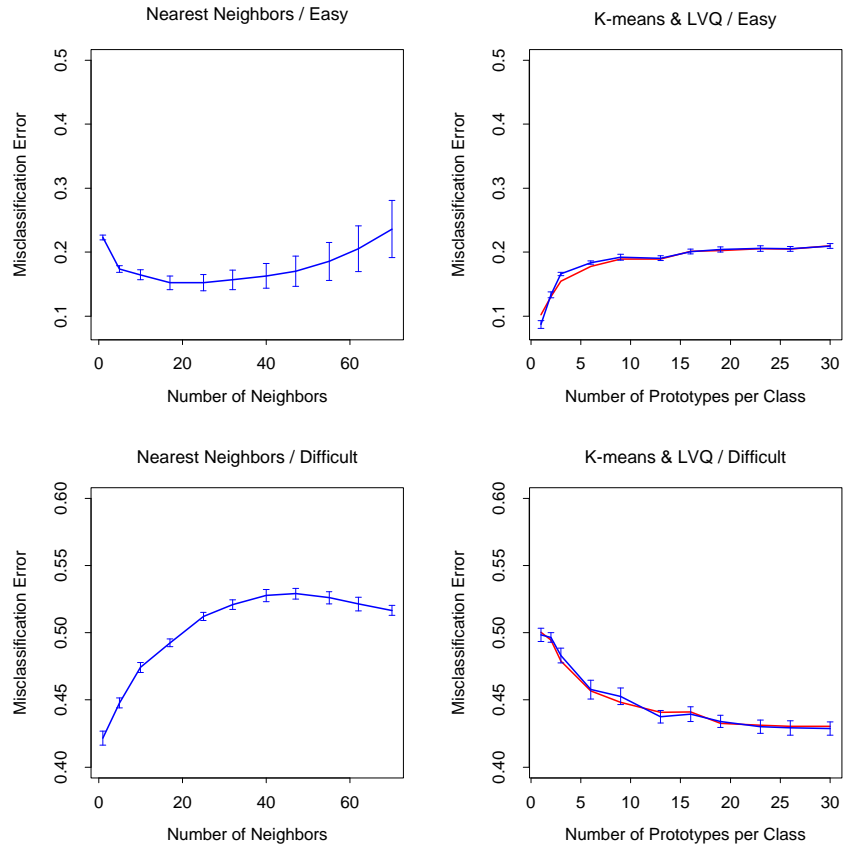 Nearest Neighbors / Easy
Misclassification Error
0.5
0.4
0.3
0.2
0.1
0 20 40 60
Number of Neighbors
K-means & LVQ / Easy
Misclassification Error
0.5
0.4
0.3
0.2
0.1
0 5 10 15 20 25 30
Number of Prototypes per Class
Nearest Neighbors / Difficult
Misclassification Error
0.60
0.55
0.50
0.45
0.40
0 20 40 60
Number of Neighbors
K-means & LVQ / Difficult
Misclassification Error
0.60
0.55
0.50
0.45
0.40
0 5 10 15 20 25 30
Number of Prototypes per Class